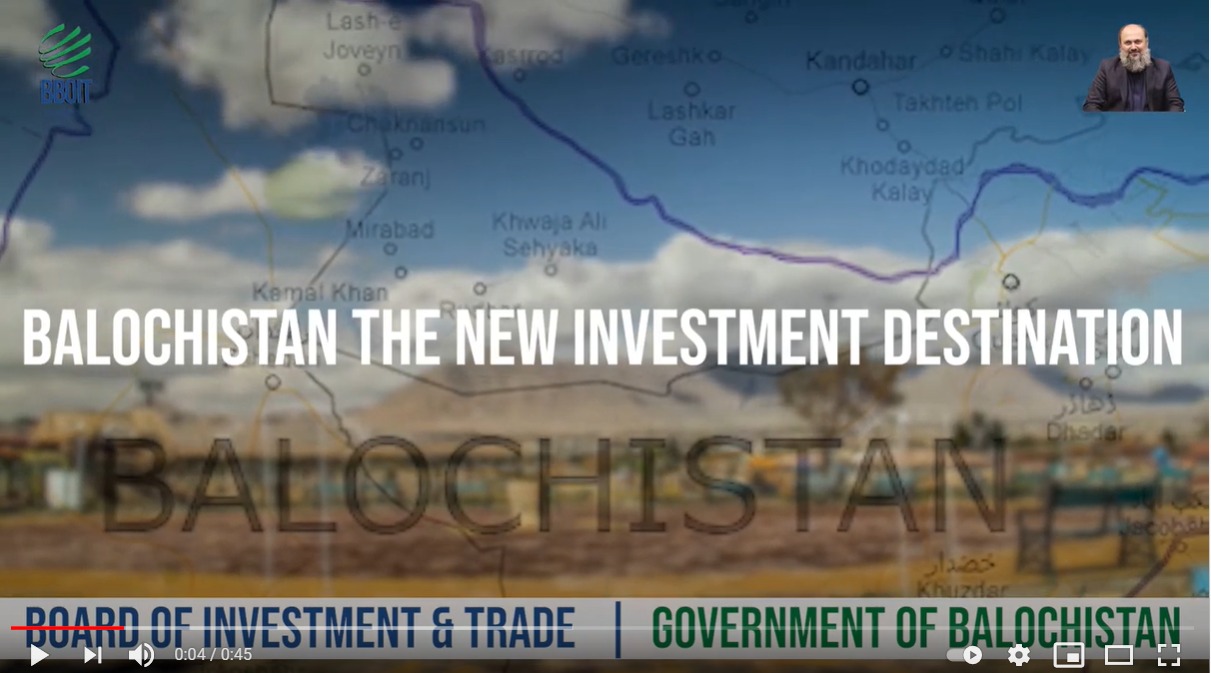 Lash-e
Joveyn
Gereshk
Kandahar
Shahi Kalay
Lashkar
Gah
Takhteh Pol
Chaknansur
Zaranj
Khodaydad
Kalay
Mirabad
Khwaja Ali
Sehyaka
Kamal Khan
BBOIT
BALOCHISTAN THE NEW INVESTMENT DESTINATION
دھاڈر
Dhadar
BALOCHISTAN
خضدار
Khuzdar
BOARD OF INVESTMENT & TRADE | GOVERNMENT OF BALOCHISTAN
0:04 / 0:45